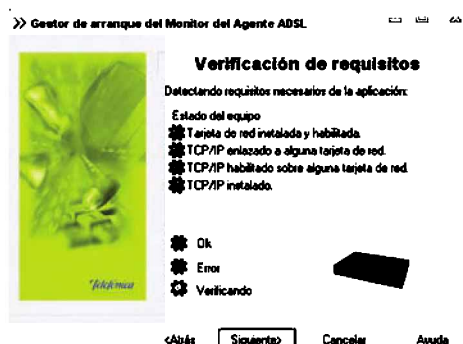 >> Gestor de arranque del Monitor del Agente ADSL
Verificación de requisitos
Detectando requisitos necesarios de la aplicación:
Estado del equipo
Tarjeta de red instalada y habilitada.
TCP/IP enlazado a alguna tarjeta de red.
TCP/IP habilitado sobre alguna tarjeta de red.
TCP/IP instalado.
Ok
Error
Verificando
Telefónica
<Atrás Siguiente> Cancelar Ayuda